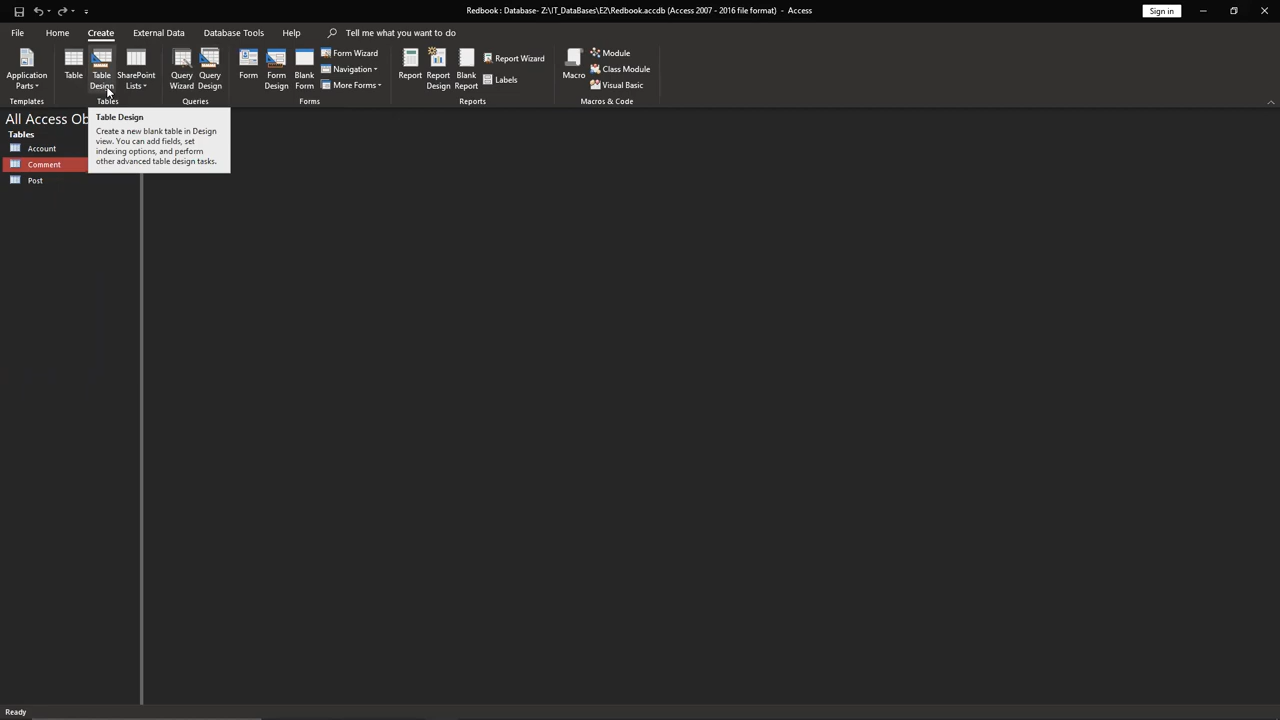 Redbook : Database- Z:\IT_DataBases\E2\Redbook.accdb (Access 2007 - 2016 file format) - Access
Sign in
File Home Create External Data Database Tools Help Tell me what you want to do
Application Parts
Table
Table Design
SharePoint Lists
Query Wizard
Query Design
Form
Form Design
Blank Form
Form Wizard
Navigation
More Forms
Report
Report Design
Blank Report
Report Wizard
Labels
Macro
Module
Class Module
Visual Basic
Templates Tables Queries Forms Reports Macros & Code
All Access Ob
Tables
Account
Comment
Post
Table Design
Create a new blank table in Design
view. You can add fields, set
indexing options, and perform
other advanced table design tasks.
Ready